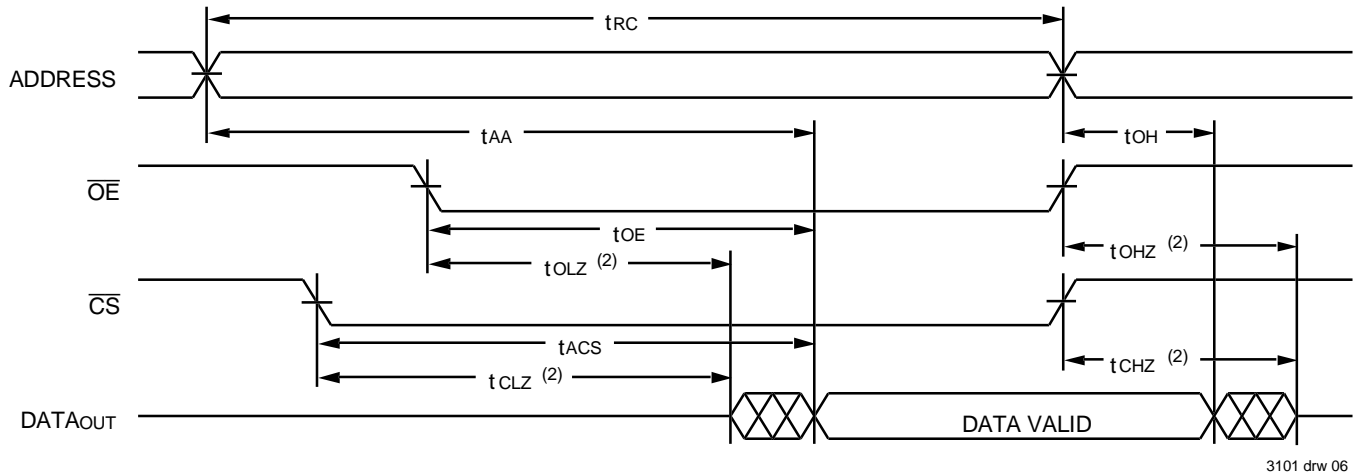 tRC
ADDRESS
tAA
tOH
OE
tOE
tOLZ (2)
tOHZ (2)
CS
tACS
tCLZ (2)
tCHZ (2)
DATAOUT
DATA VALID
3101 drw 06